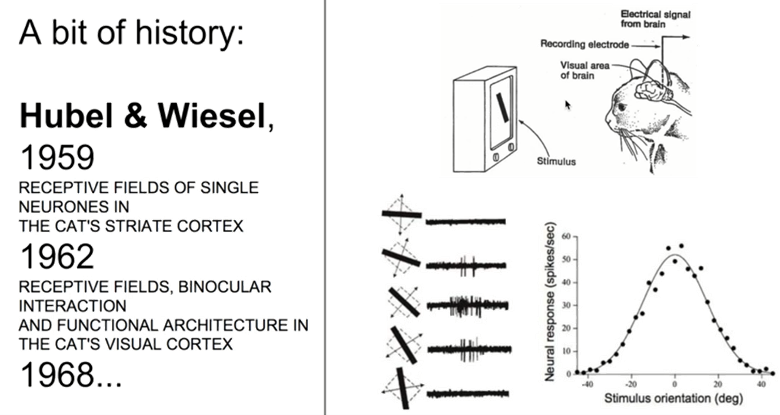 A bit of history:
Hubel & Wiesel,
1959
RECEPTIVE FIELDS OF SINGLE
NEURONES IN
THE CAT'S STRIATE CORTEX
1962
RECEPTIVE FIELDS, BINOCULAR
INTERACTION
AND FUNCTIONAL ARCHITECTURE IN
THE CAT'S VISUAL CORTEX
1968...
Electrical signal
from brain
Recording electrode
Visual area
of brain
Stimulus
Neural response (spikes/sec)
60
50
40
30
20
10
0
-40
-20
0
20
40
Stimulus orientation (deg)